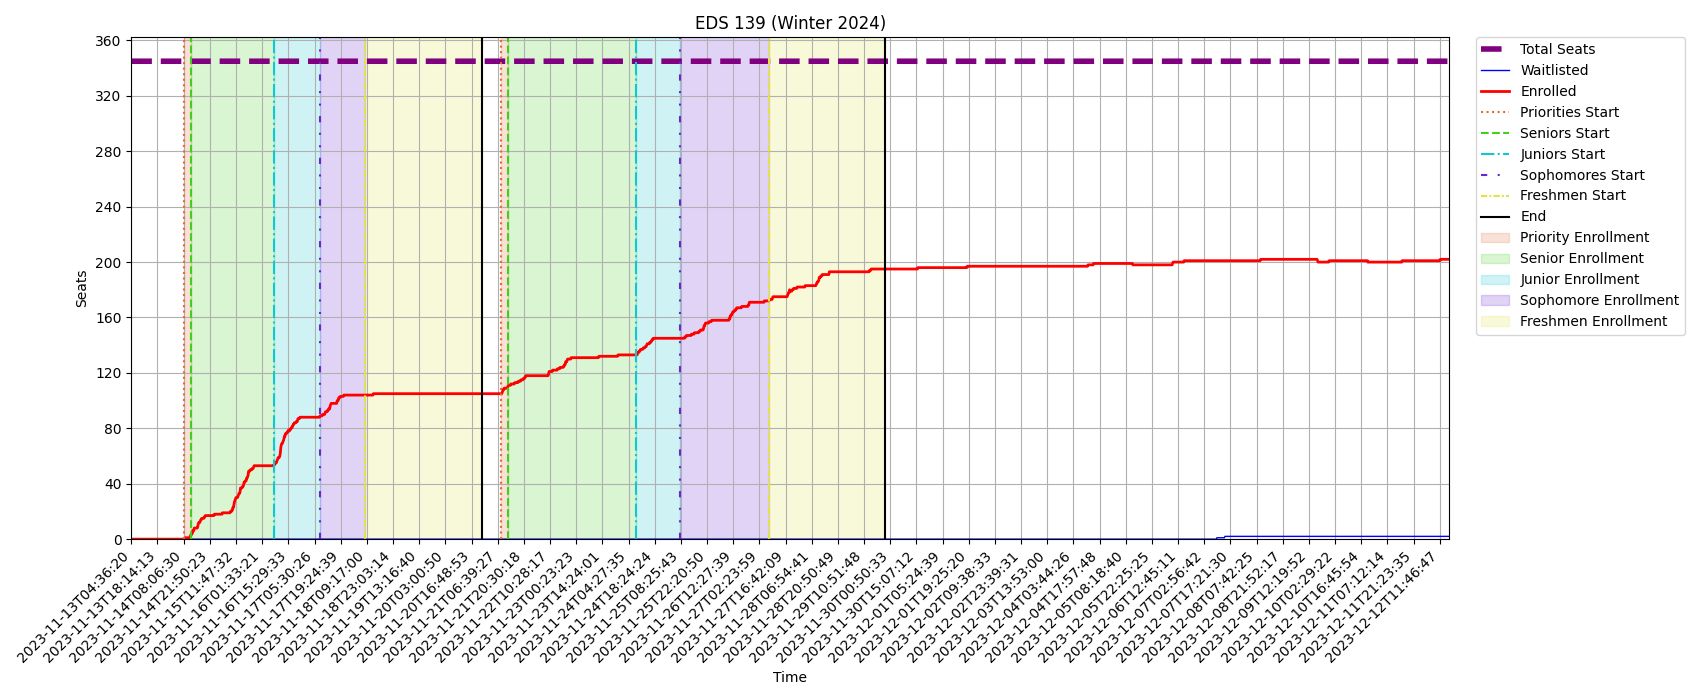 EDS 139 (Winter 2024)
Seats
360
320
280
240
200
160
120
80
40
0
2023-11-13T04:36:20
2023-11-13T18:14:13
2023-11-14T08:06:30
2023-11-14T21:50:23
2023-11-15T11:47:32
2023-11-16T01:33:21
2023-11-16T15:29:33
2023-11-17T05:30:26
2023-11-17T19:24:39
2023-11-18T09:17:00
2023-11-18T23:03:14
2023-11-19T13:16:40
2023-11-20T03:00:50
2023-11-20T16:48:53
2023-11-21T06:39:27
2023-11-21T20:30:18
2023-11-22T10:28:17
2023-11-23T00:23:23
2023-11-23T14:24:01
2023-11-24T04:27:35
2023-11-24T18:24:24
2023-11-25T08:25:43
2023-11-25T22:20:50
2023-11-26T12:27:39
2023-11-27T02:23:59
2023-11-27T16:42:09
2023-11-28T06:54:41
2023-11-28T20:50:49
2023-11-29T10:51:48
2023-11-30T00:50:33
2023-11-30T15:07:12
2023-12-01T05:24:39
2023-12-01T19:25:20
2023-12-02T09:38:33
2023-12-02T23:39:31
2023-12-03T13:53:00
2023-12-04T03:44:26
2023-12-04T17:57:48
2023-12-05T08:18:40
2023-12-05T22:25:25
2023-12-06T12:45:11
2023-12-07T02:56:42
2023-12-07T17:21:30
2023-12-08T07:42:25
2023-12-08T21:52:17
2023-12-09T12:19:52
2023-12-10T02:29:22
2023-12-10T16:45:54
2023-12-11T07:12:14
2023-12-11T21:23:35
2023-12-12T11:46:47
Time
Total Seats
Waitlisted
Enrolled
Priorities Start
Seniors Start
Juniors Start
Sophomores Start
Freshmen Start
End
Priority Enrollment
Senior Enrollment
Junior Enrollment
Sophomore Enrollment
Freshmen Enrollment